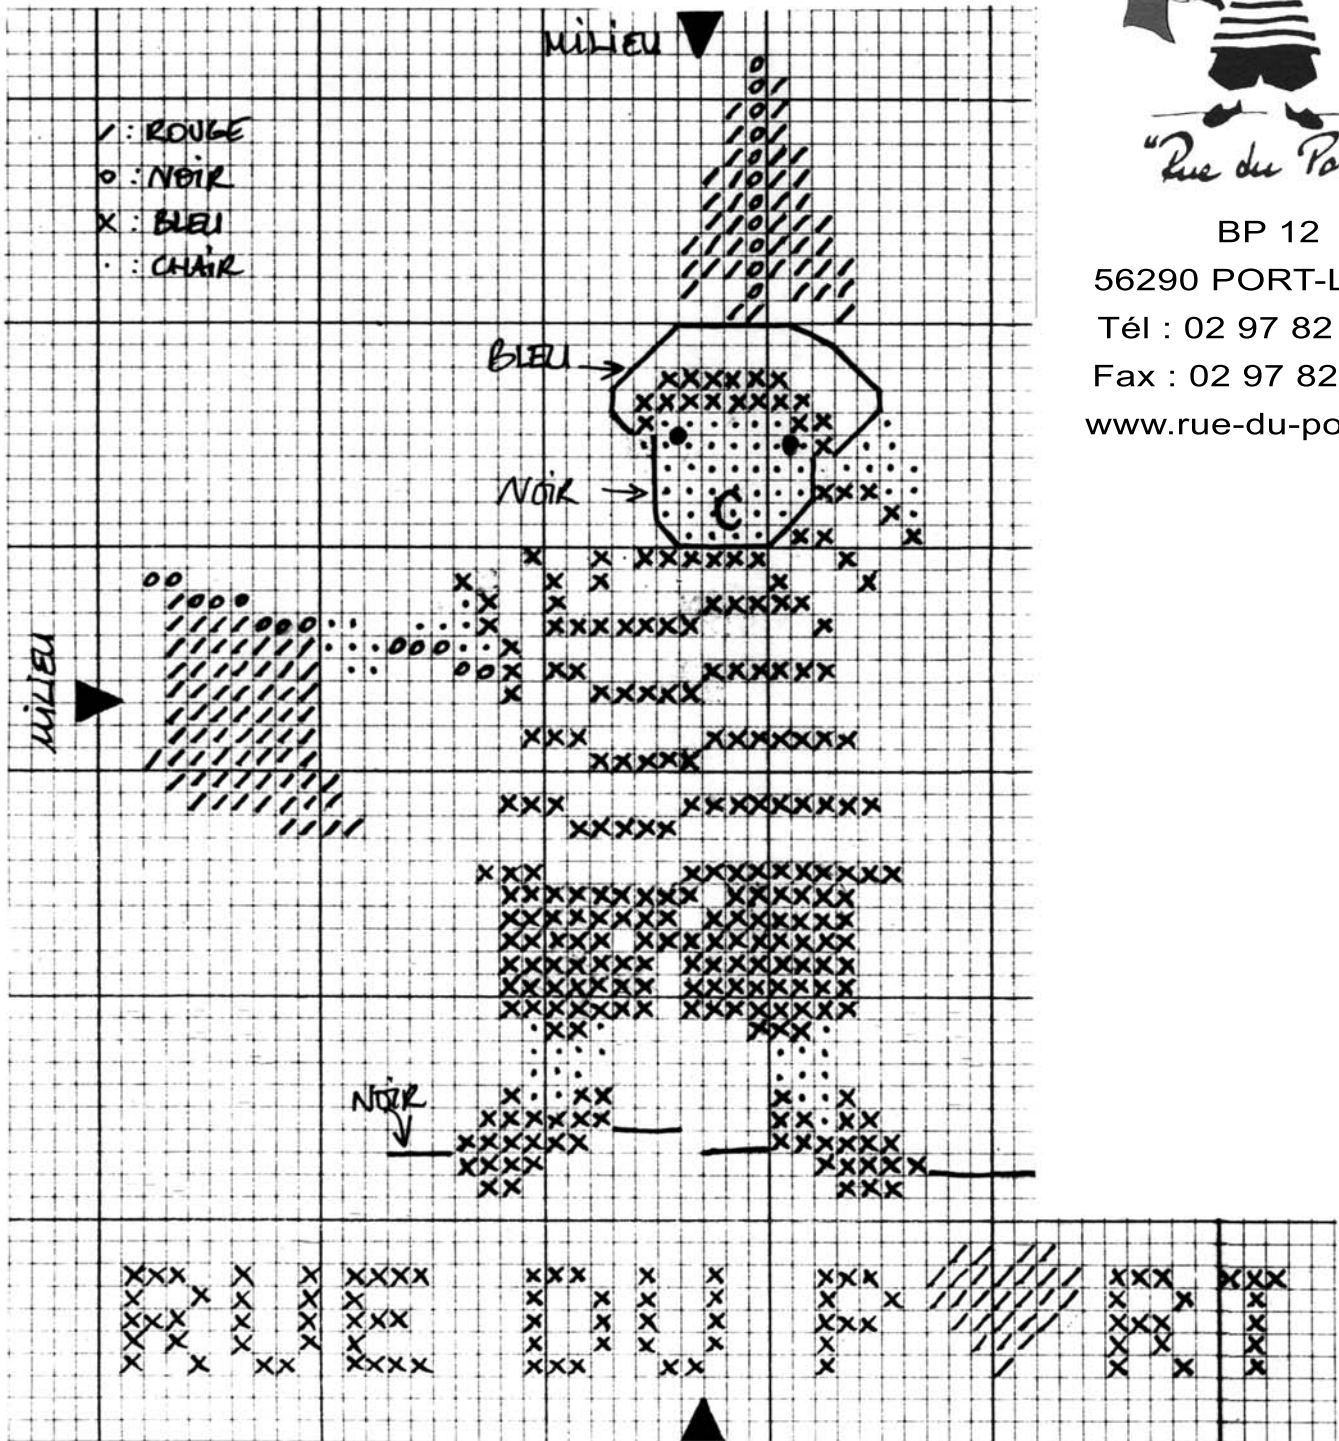 MILIEU
/ : ROUGE
o : NOIR
x : BLEU
. : CHAIR
BLEU
NOIR
MILIEU
NOIR
RUE DU P RT
"Rue du Po
BP 12
56290 PORT-L
Tél : 02 97 82
Fax : 02 97 82
www.rue-du-po